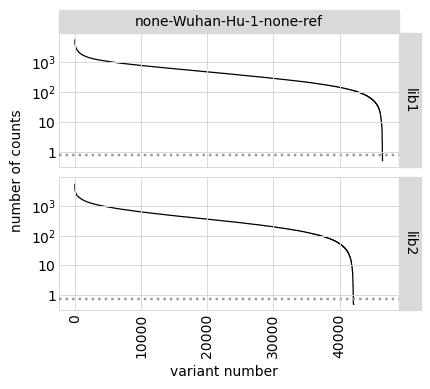 none-Wuhan-Hu-1-none-ref
number of counts
10³
10²
10
1
lib1
10³
10²
10
1
lib2
0
10000
20000
30000
40000
variant number